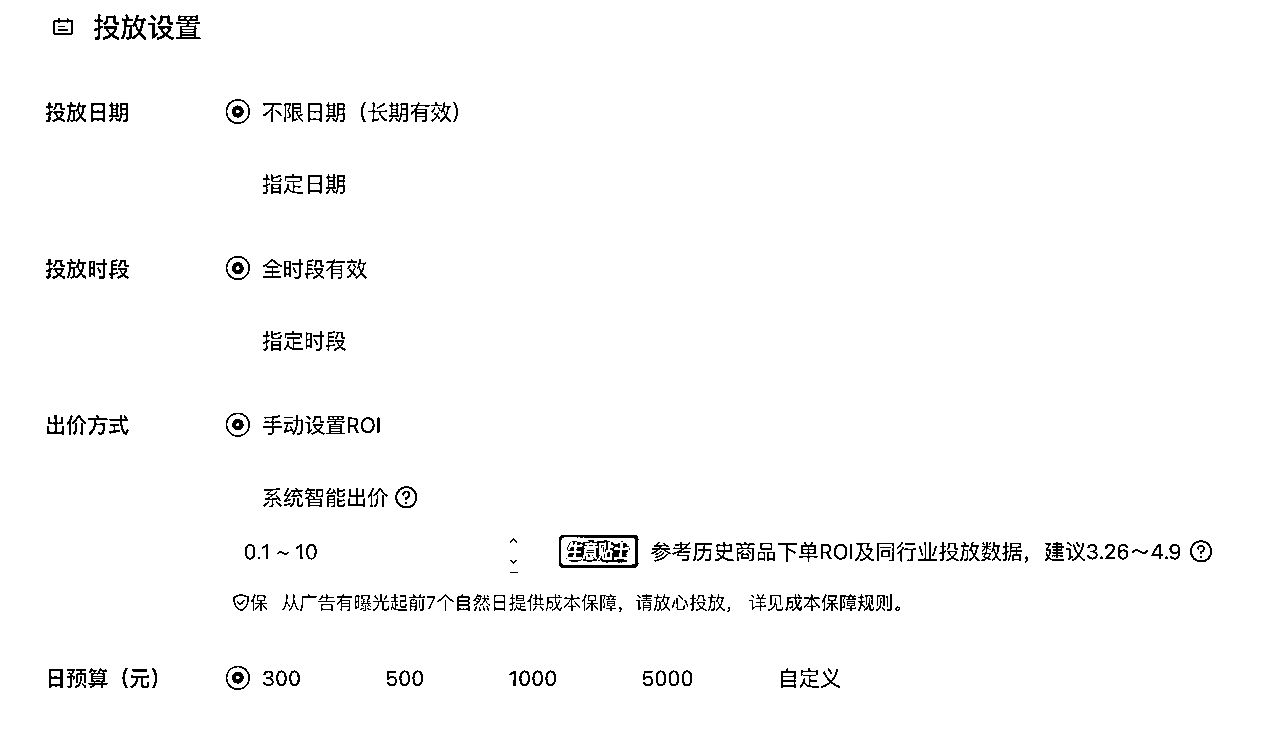 投放设置
投放日期 不限日期（长期有效）
指定日期
投放时段 全时段有效
指定时段
出价方式 手动设置ROI
系统智能出价
0.1 ~ 10 生意贴士 参考历史商品下单ROI及同行业投放数据，建议3.26～4.9
保 从广告有曝光起前7个自然日提供成本保障，请放心投放， 详见成本保障规则。
日预算（元） 300 500 1000 5000 自定义